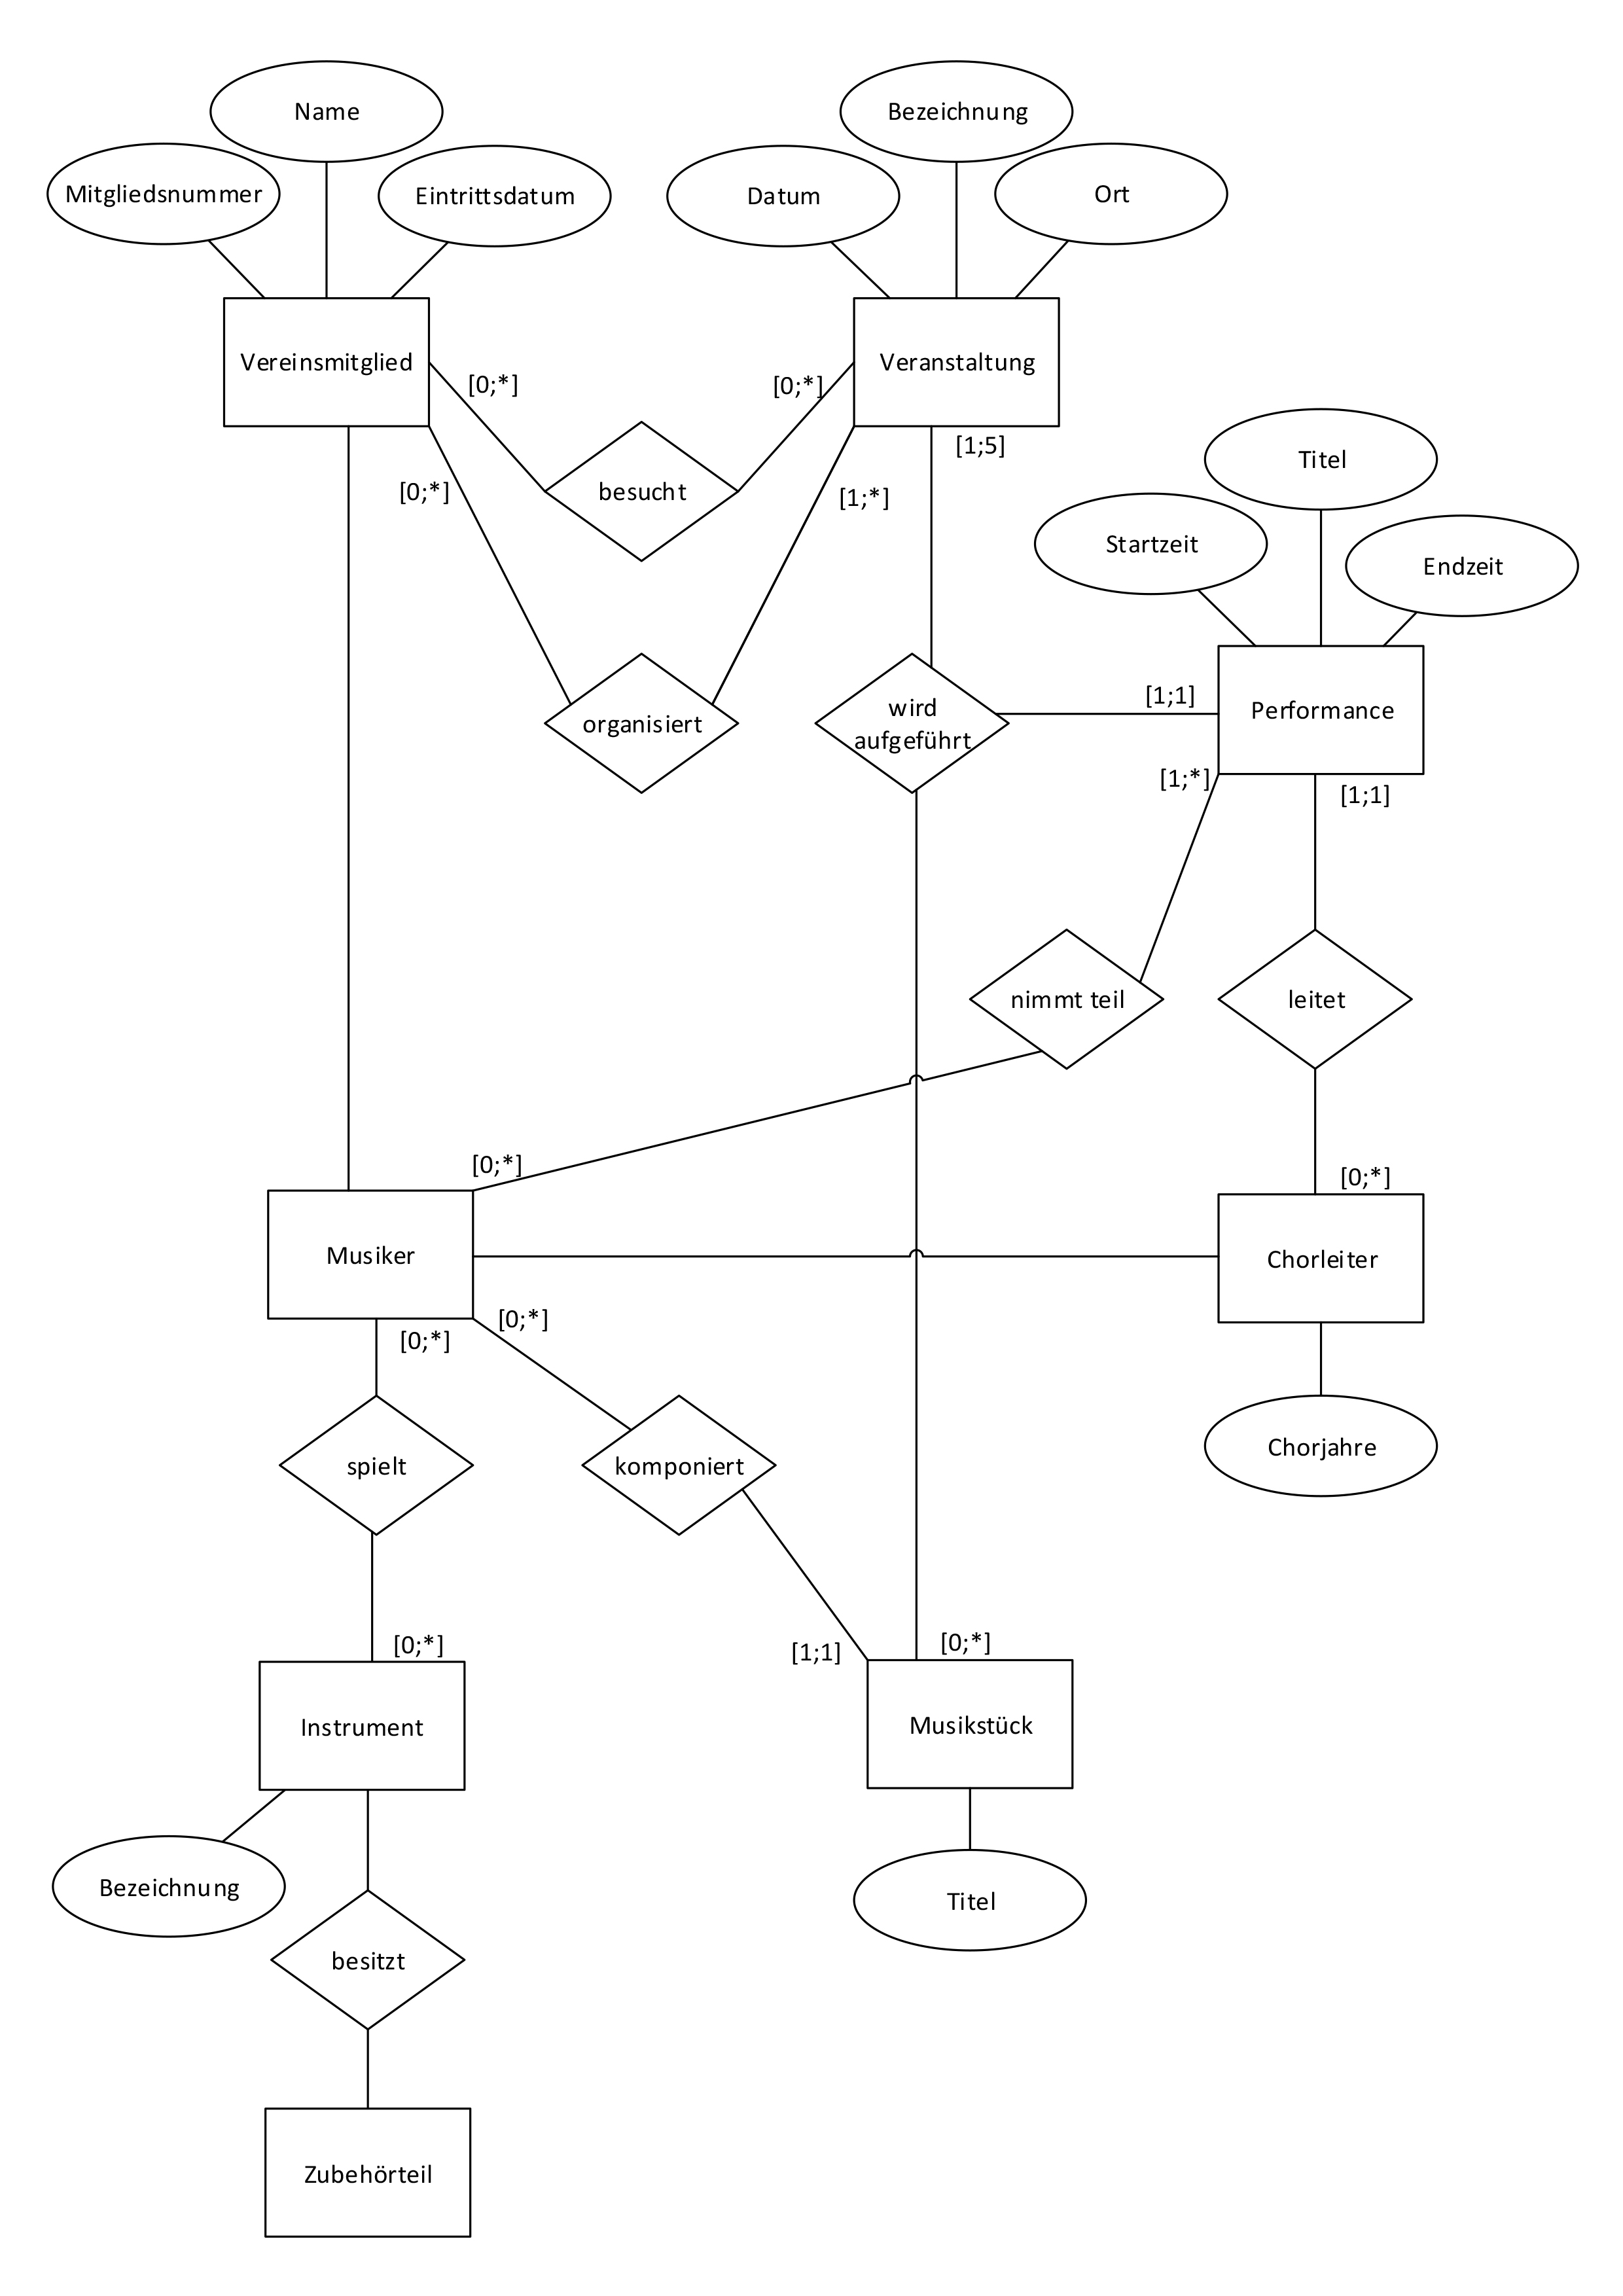 Name
Bezeichnung
Mitgliedsnummer
Eintrittsdatum
Datum
Ort
Vereinsmitglied
Veranstaltung
[0;*]
[0;*]
[1;5]
Titel
[0;*]
besucht
[1;*]
Startzeit
Endzeit
[1;1]
organisiert
wird
aufgeführt
Performance
[1;*]
[1;1]
nimmt teil
leitet
[0;*]
[0;*]
Musiker
Chorleiter
[0;*]
[0;*]
Chorjahre
spielt
komponiert
[0;*]
[1;1]
[0;*]
Instrument
Musikstück
Bezeichnung
Titel
besitzt
Zubehörteil